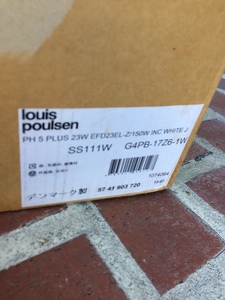 louis
poulsen
PH 5 PLUS 23W EFD23EL-Z/150W INC WHITE J
SS111W G4PB-17Z6-1W
1074064
デンマーク製 57 43 903 720